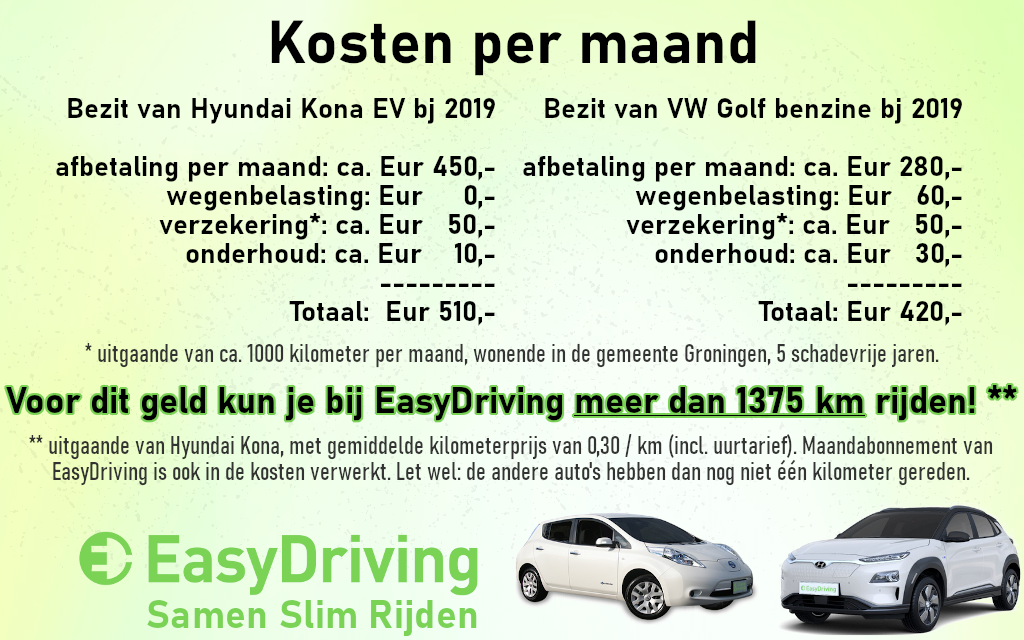 Kosten per maand
Bezit van Hyundai Kona EV bj 2019
afbetaling per maand: ca. Eur 450,-
wegenbelasting: Eur 0,-
verzekering*: ca. Eur 50,-
onderhoud: ca. Eur 10,-
---------
Totaal: Eur 510,-
Bezit van VW Golf benzine bj 2019
afbetaling per maand: ca. Eur 280,-
wegenbelasting: Eur 60,-
verzekering*: ca. Eur 50,-
onderhoud: ca. Eur 30,-
---------
Totaal: Eur 420,-
* uitgaande van ca. 1000 kilometer per maand, wonende in de gemeente Groningen, 5 schadevrije jaren.
Voor dit geld kun je bij EasyDriving meer dan 1375 km rijden! **
** uitgaande van Hyundai Kona, met gemiddelde kilometerprijs van 0,30 / km (incl. uurtarief). Maandabonnement van
EasyDriving is ook in de kosten verwerkt. Let wel: de andere auto's hebben dan nog niet één kilometer gereden.
EasyDriving
Samen Slim Rijden
EasyDriving